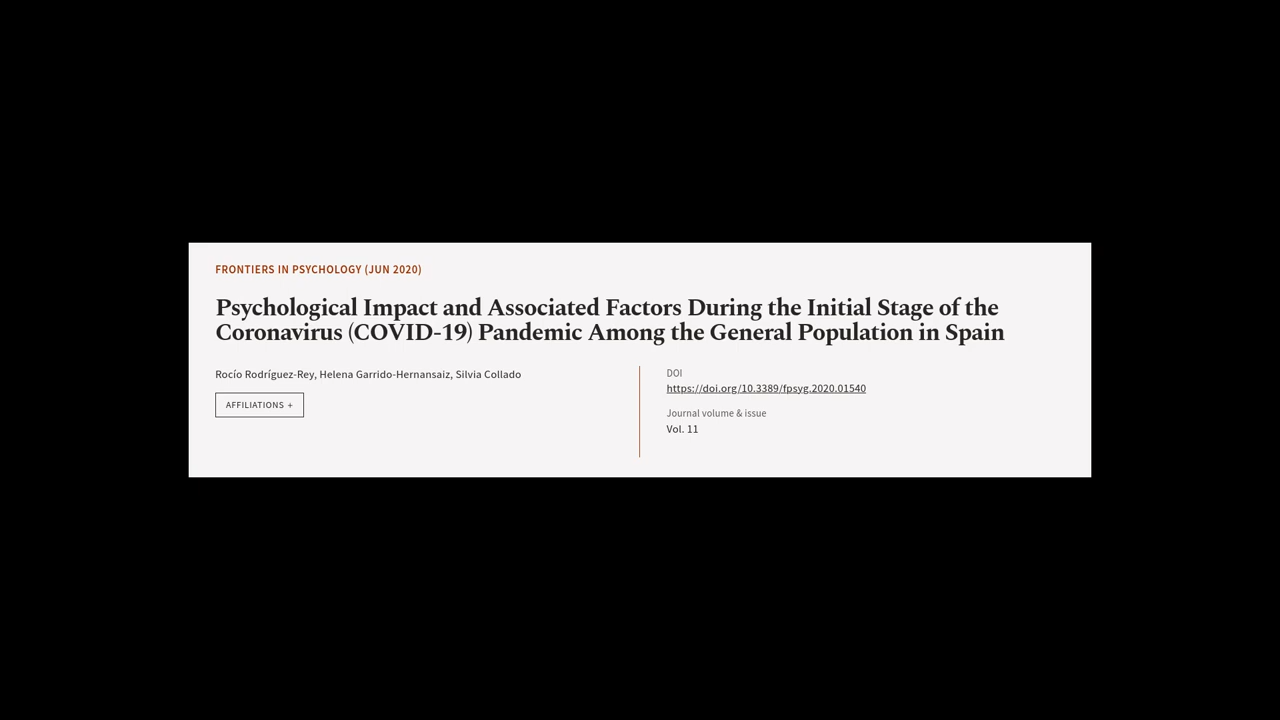 FRONTIERS IN PSYCHOLOGY (JUN 2020)
Psychological Impact and Associated Factors During the Initial Stage of the
Coronavirus (COVID-19) Pandemic Among the General Population in Spain
Rocío Rodríguez-Rey, Helena Garrido-Hernansaiz, Silvia Collado
AFFILIATIONS +
DOI
https://doi.org/10.3389/fpsyg.2020.01540
Journal volume & issue
Vol. 11